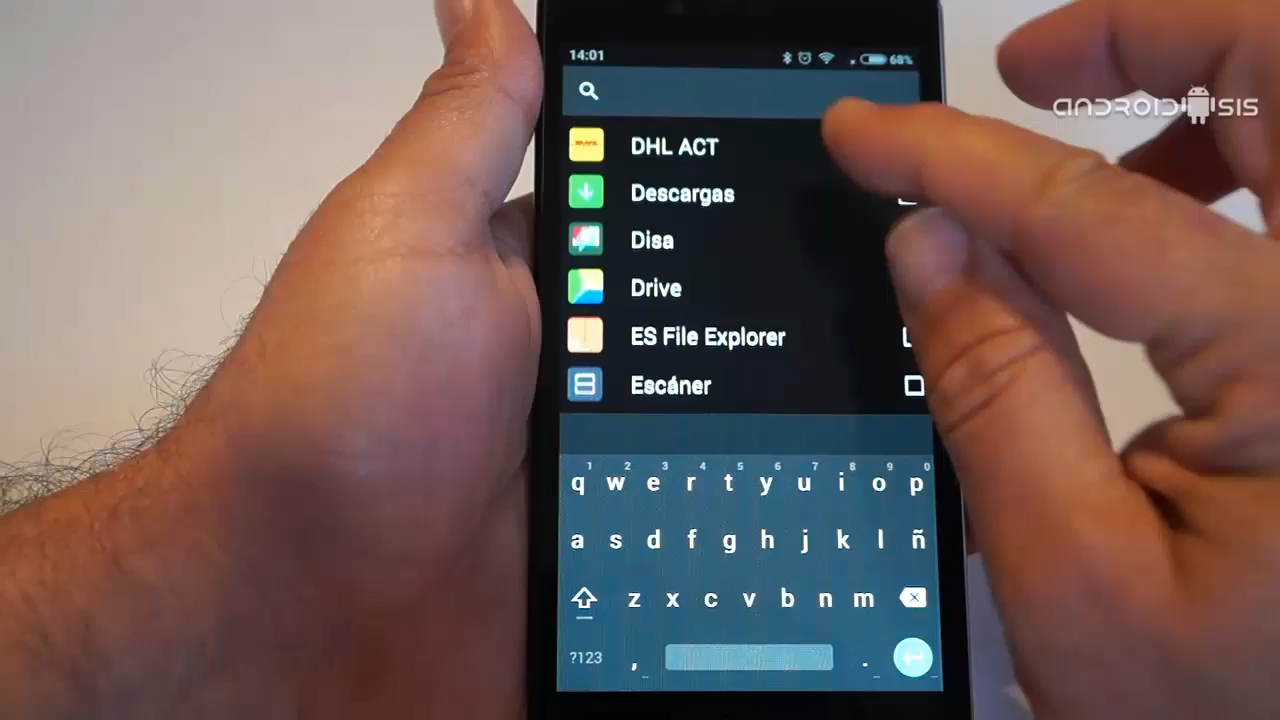 14:01
68%
ANDROIDSIS
DHL ACT
Descargas
Disa
Drive
ES File Explorer
Escáner
1 2 3 4 5 6 7 8 9 0
q w e r t y u i o p
a s d f g h j k l ñ
z x c v b n m
?123 , .